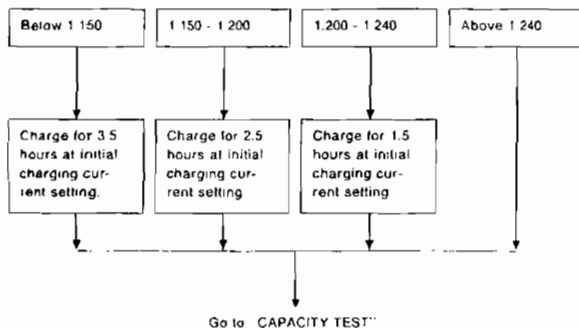 Below 1 150
1 150 - 1 200
1.200 - 1 240
Above 1 240
Charge for 3 5
hours at initial
charging cur-
rent setting.
Charge for 2.5
hours at initial
charging cur-
rent setting
Charge for 1.5
hours at initial
charging cur-
rent setting
Go to "CAPACITY TEST"